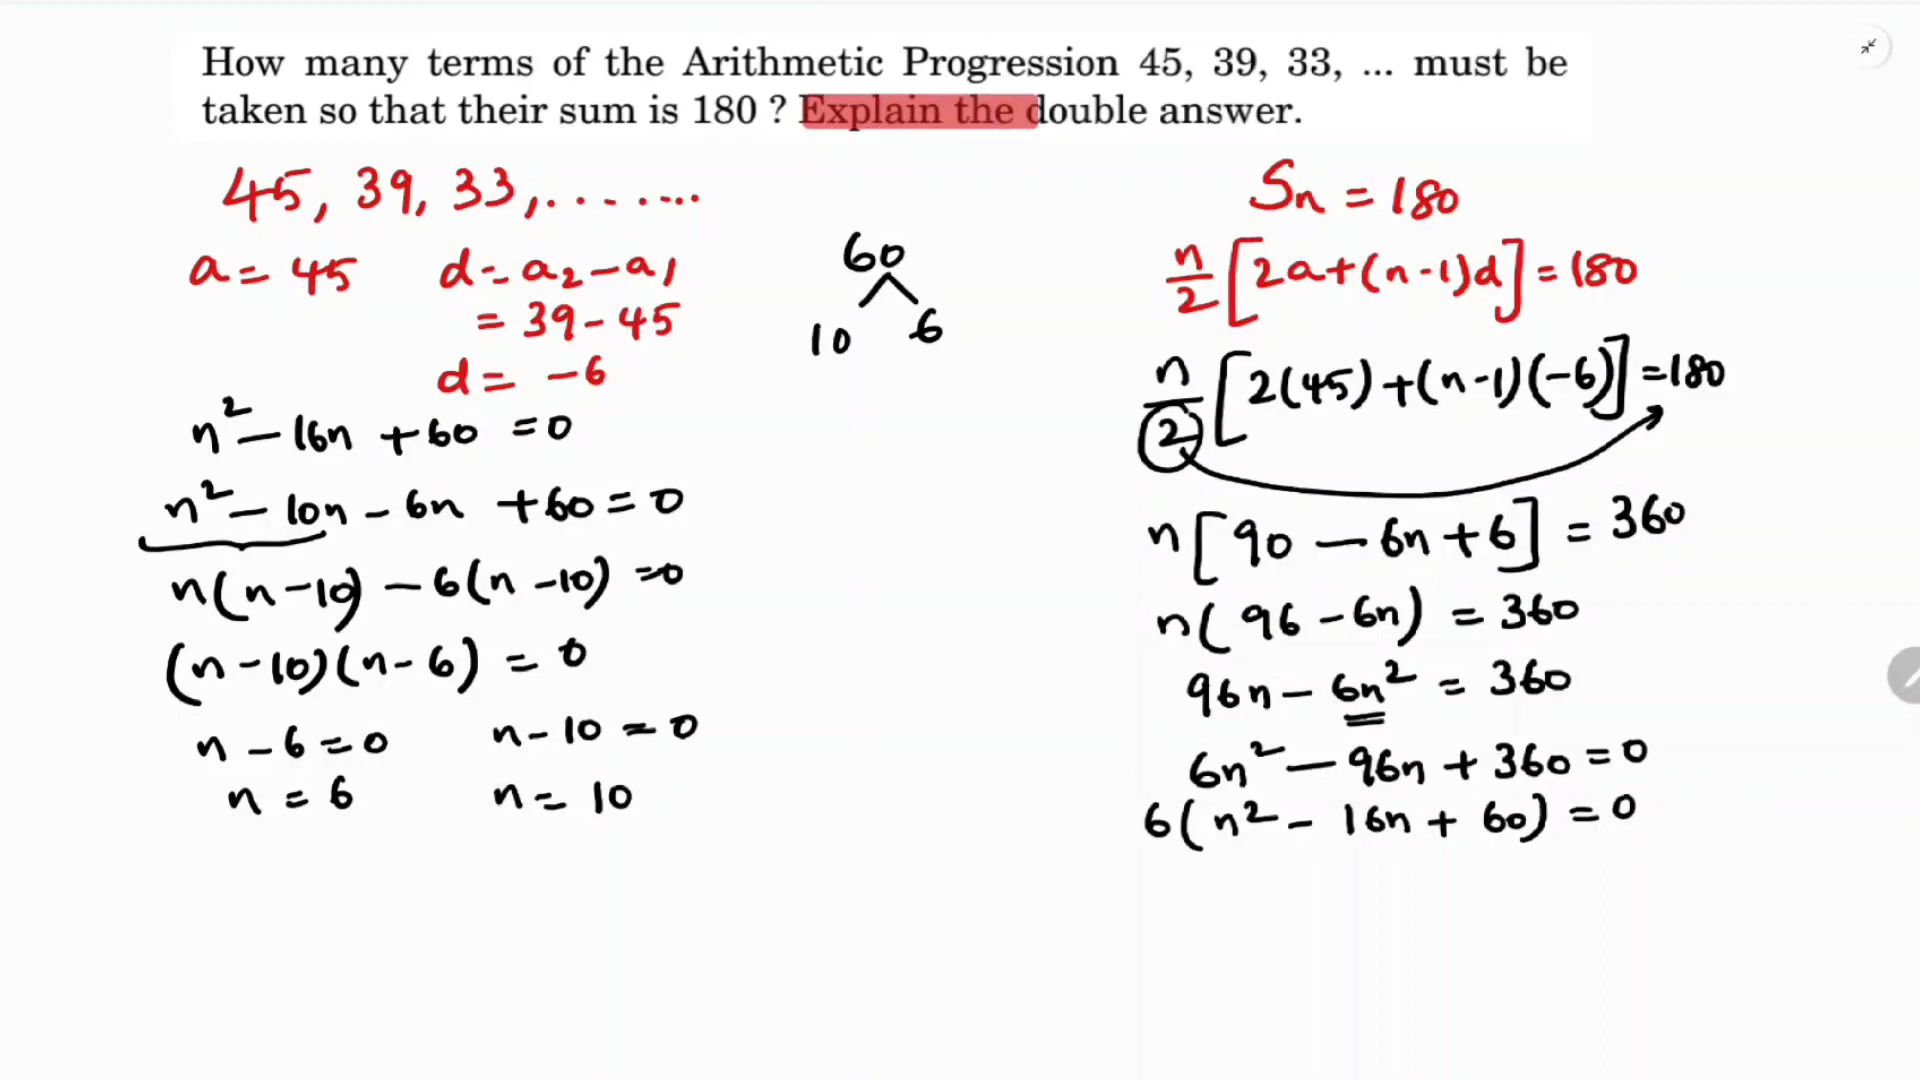 How many terms of the Arithmetic Progression 45, 39, 33, ... must be
taken so that their sum is 180 ? Explain the double answer.
45, 39, 33, .......
a = 45
d = a₂ - a₁
= 39 - 45
d = -6
60
10 6
Sn = 180
n/2 [2a+(n-1)d] = 180
n/2 [2(45)+(n-1)(-6)] = 180
n[90 - 6n + 6] = 360
n(96 - 6n) = 360
96n - 6n² = 360
6n² - 96n + 360 = 0
6(n² - 16n + 60) = 0
n² - 16n + 60 = 0
n² - 10n - 6n + 60 = 0
n(n-10) - 6(n-10) = 0
(n-10)(n-6) = 0
n - 6 = 0 n - 10 = 0
n = 6 n = 10